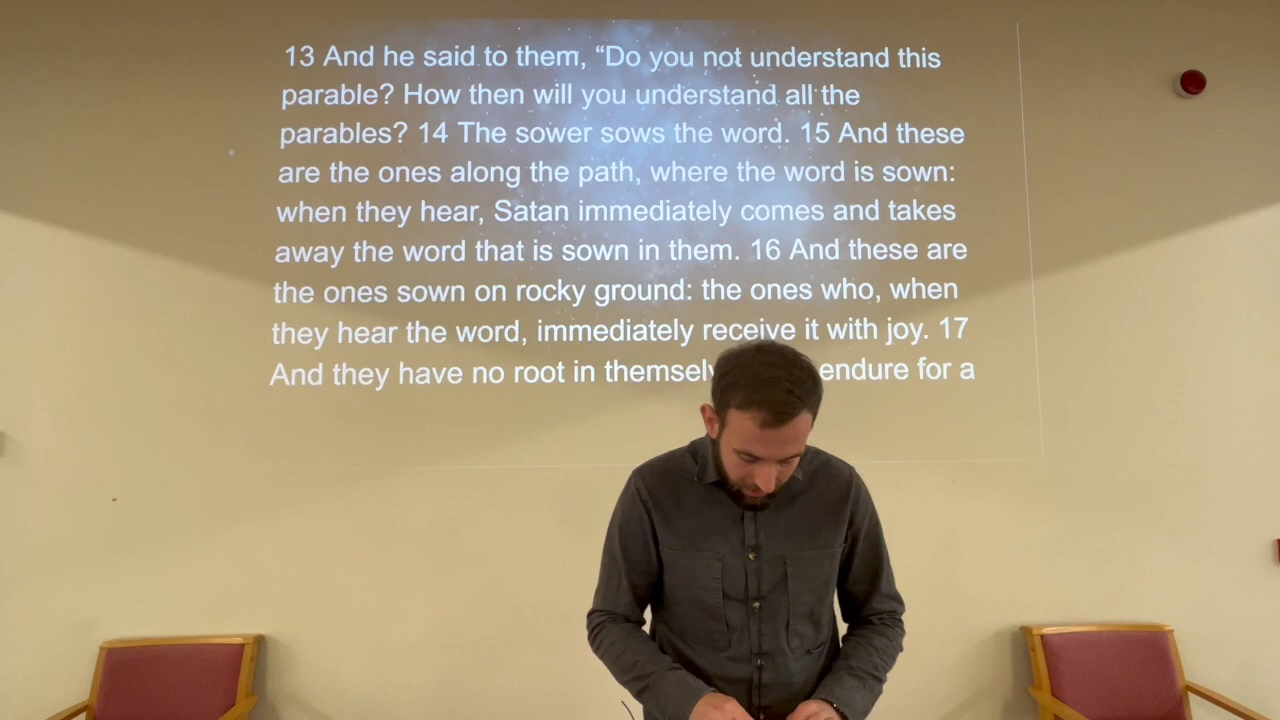 13 And he said to them, “Do you not understand this
parable? How then will you understand all the
parables? 14 The sower sows the word. 15 And these
are the ones along the path, where the word is sown:
when they hear, Satan immediately comes and takes
away the word that is sown in them. 16 And these are
the ones sown on rocky ground: the ones who, when
they hear the word, immediately receive it with joy. 17
And they have no root in endure for a